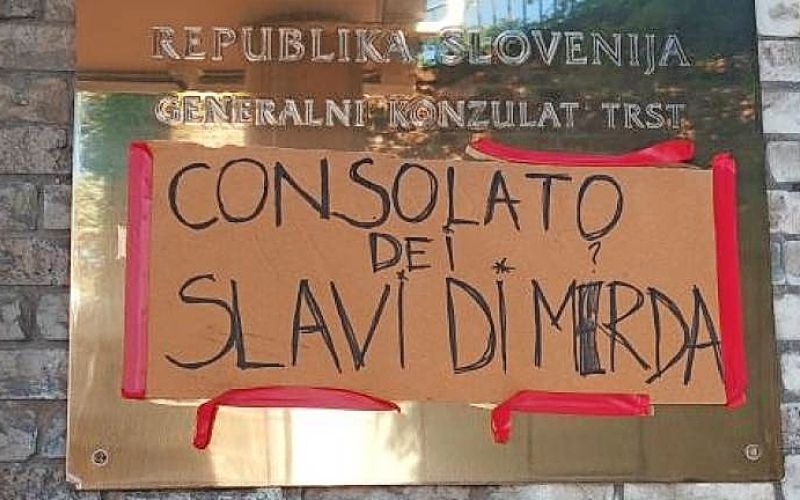 REPUBLIKA SLOVENIJA
GENERALNI KONZULAT TRST
CONSOLATO
DEI ?
SLAVI DI* MERDA